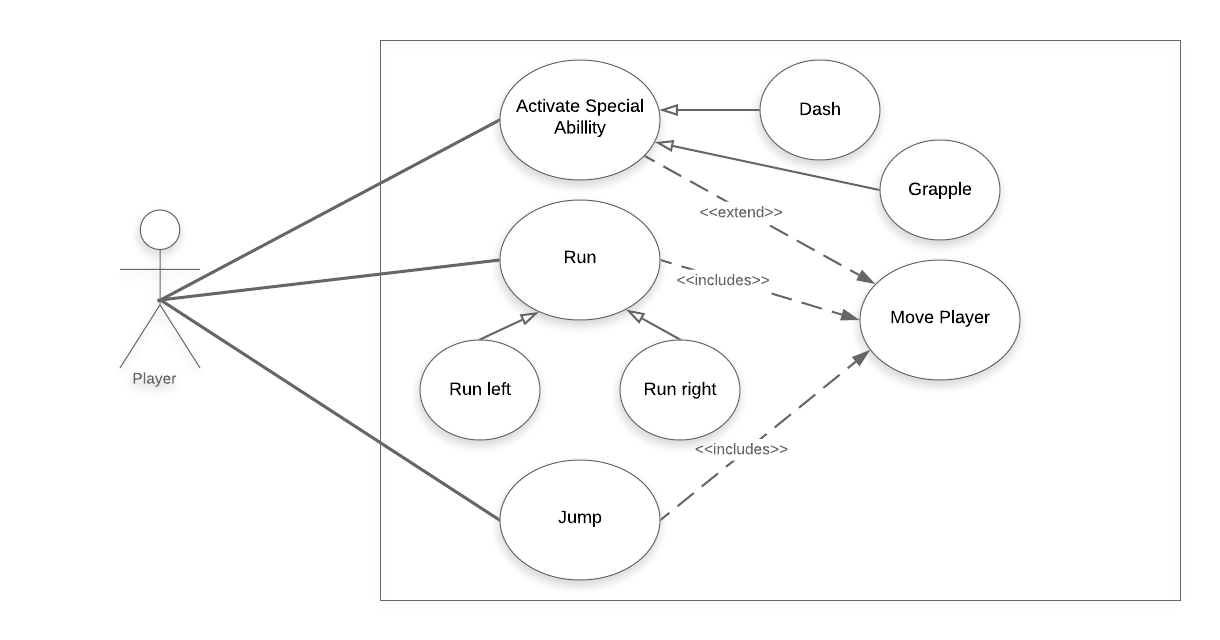 Activate Special
Abillity
Dash
Grapple
<<extend>>
Run
<<includes>>
Move Player
Player
Run left
Run right
<<includes>>
Jump